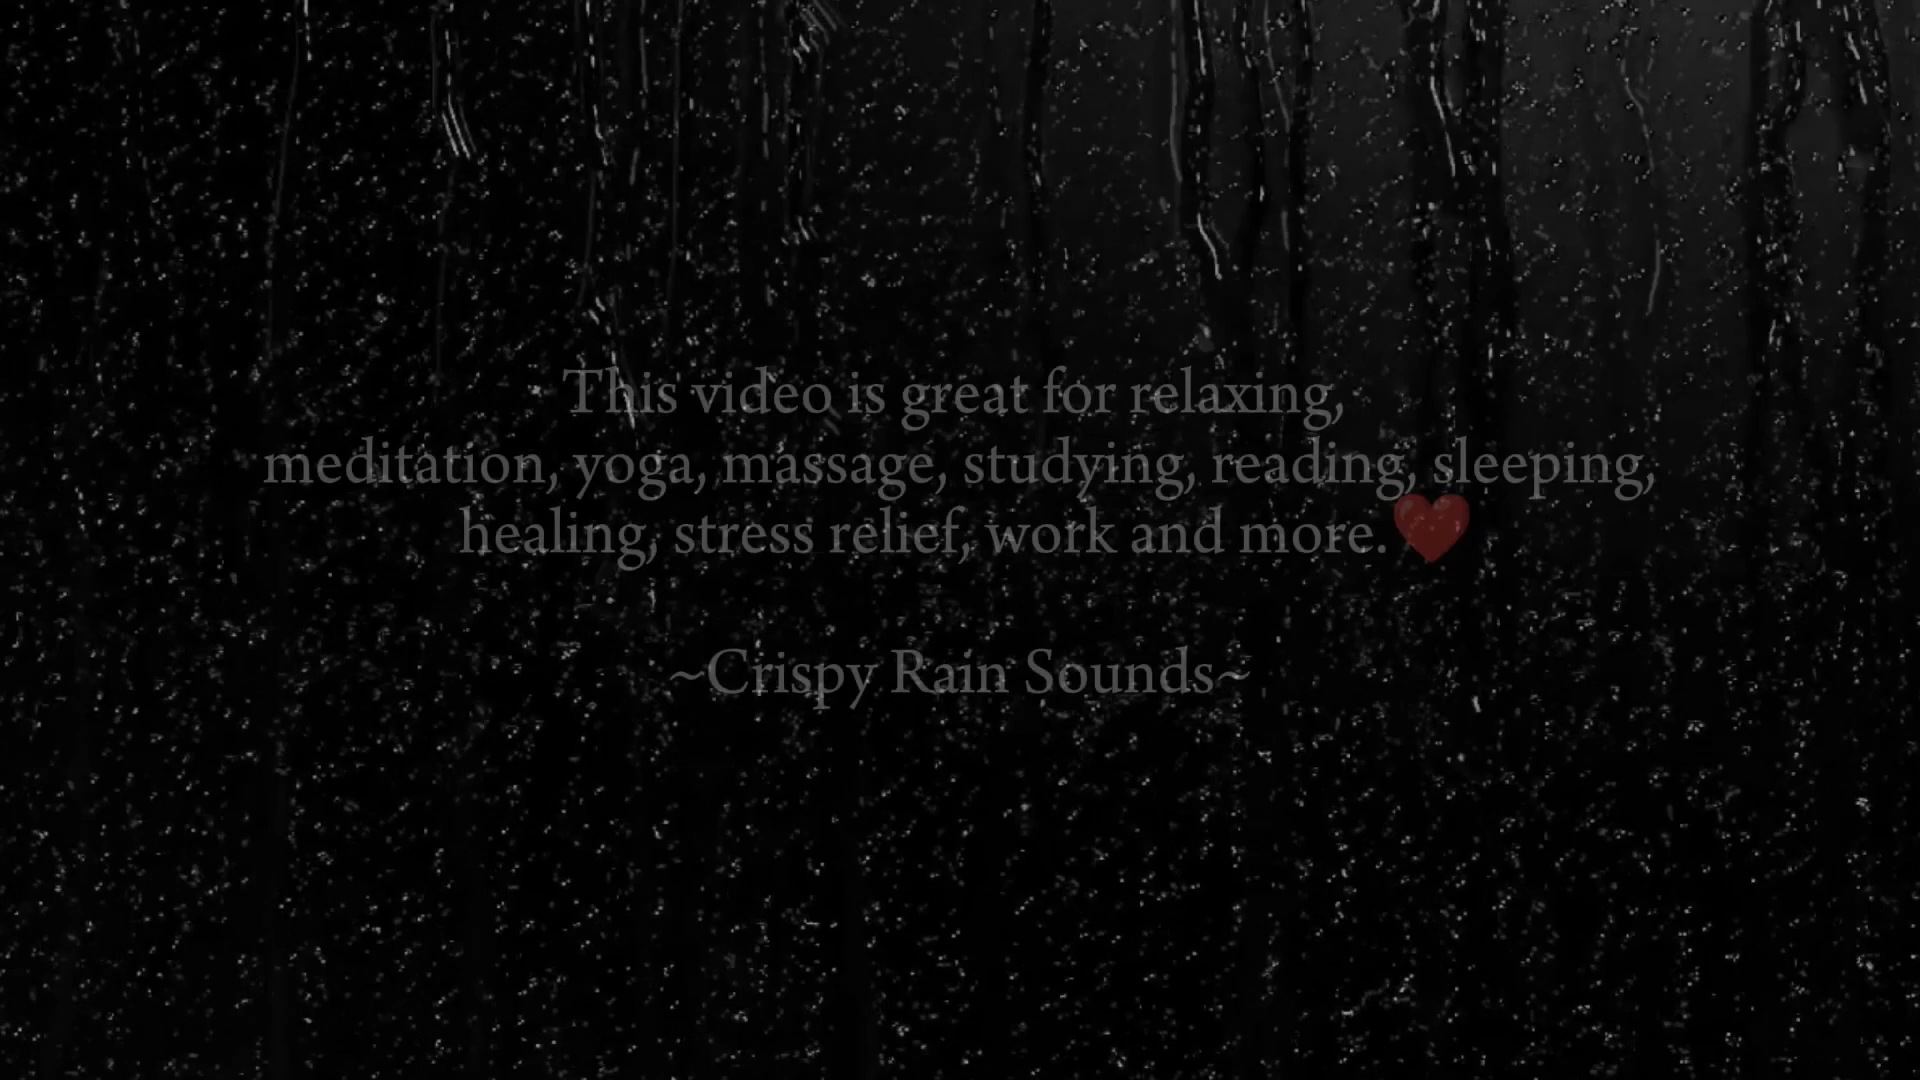 This video is great for relaxing,
meditation, yoga, massage, studying, reading, sleeping,
healing, stress relief, work and more.❤️
~Crispy Rain Sounds~